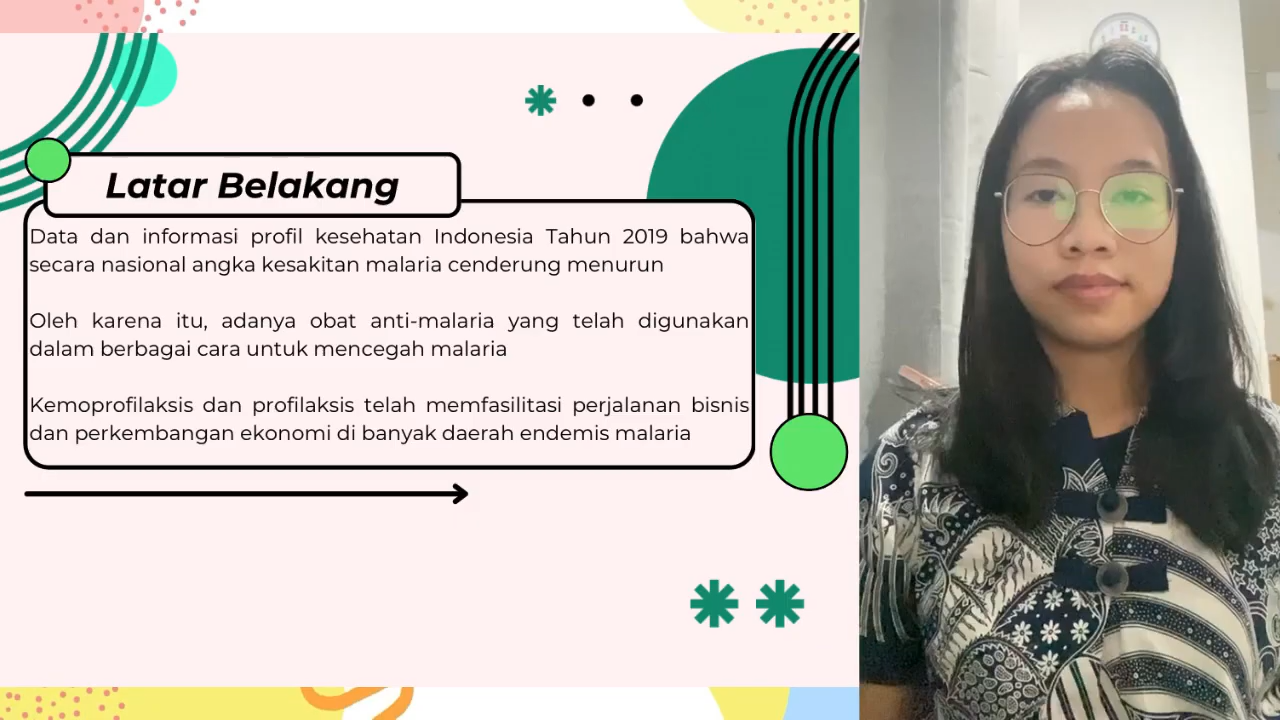 Latar Belakang
Data dan informasi profil kesehatan Indonesia Tahun 2019 bahwa
secara nasional angka kesakitan malaria cenderung menurun
Oleh karena itu, adanya obat anti-malaria yang telah digunakan
dalam berbagai cara untuk mencegah malaria
Kemoprofilaksis dan profilaksis telah memfasilitasi perjalanan bisnis
dan perkembangan ekonomi di banyak daerah endemis malaria